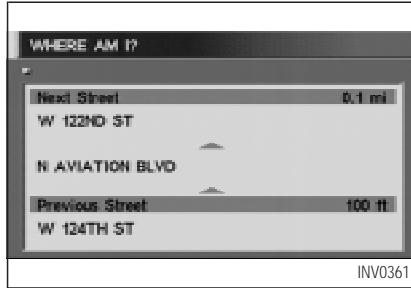 WHERE AM I?
Next Street 0.1 mi
W 122ND ST
N AVIATION BLVD
Previous Street 100 ft
W 124TH ST
INV0361